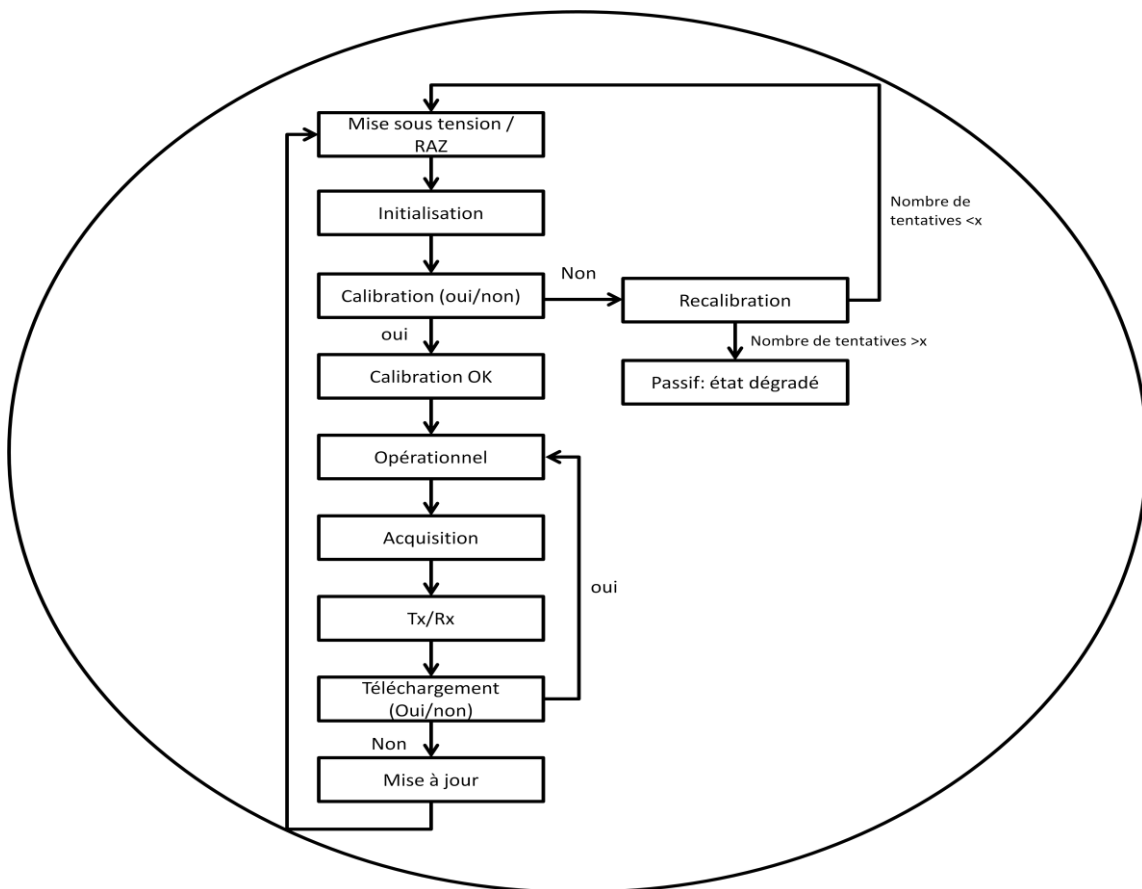 Mise sous tension /
RAZ
Nombre de
tentatives <x
Initialisation
Non
Calibration (oui/non)
Recalibration
oui
Nombre de tentatives >x
Calibration OK
Passif: état dégradé
Opérationnel
Acquisition
oui
Tx/Rx
Téléchargement
(Oui/non)
Non
Mise à jour